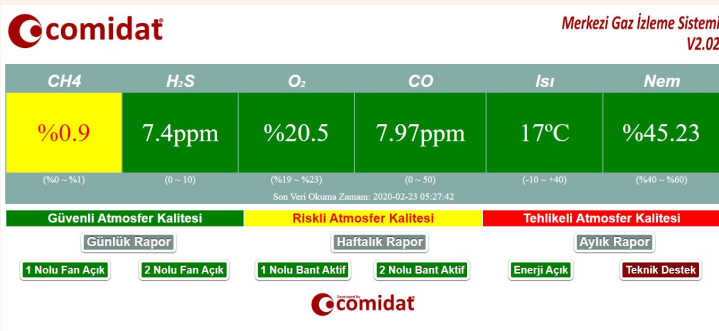 comidat
Merkezi Gaz İzleme Sistemi
V2.02
CH4 H₂S O₂ CO Isı Nem
%0.9 7.4ppm %20.5 7.97ppm 17ºC %45.23
(%0 ~ %1) (0 ~ 10) (%19 ~ %23) (0 ~ 50) (-10 ~ +40) (%40 ~ %60)
Son Veri Okuma Zamanı: 2020-02-23 05:27:42
Güvenli Atmosfer Kalitesi Riskli Atmosfer Kalitesi Tehlikeli Atmosfer Kalitesi
Günlük Rapor Haftalık Rapor Aylık Rapor
1 Nolu Fan Açık 2 Nolu Fan Açık 1 Nolu Bant Aktif 2 Nolu Bant Aktif Enerji Açık Teknik Destek
Developed By
comidat